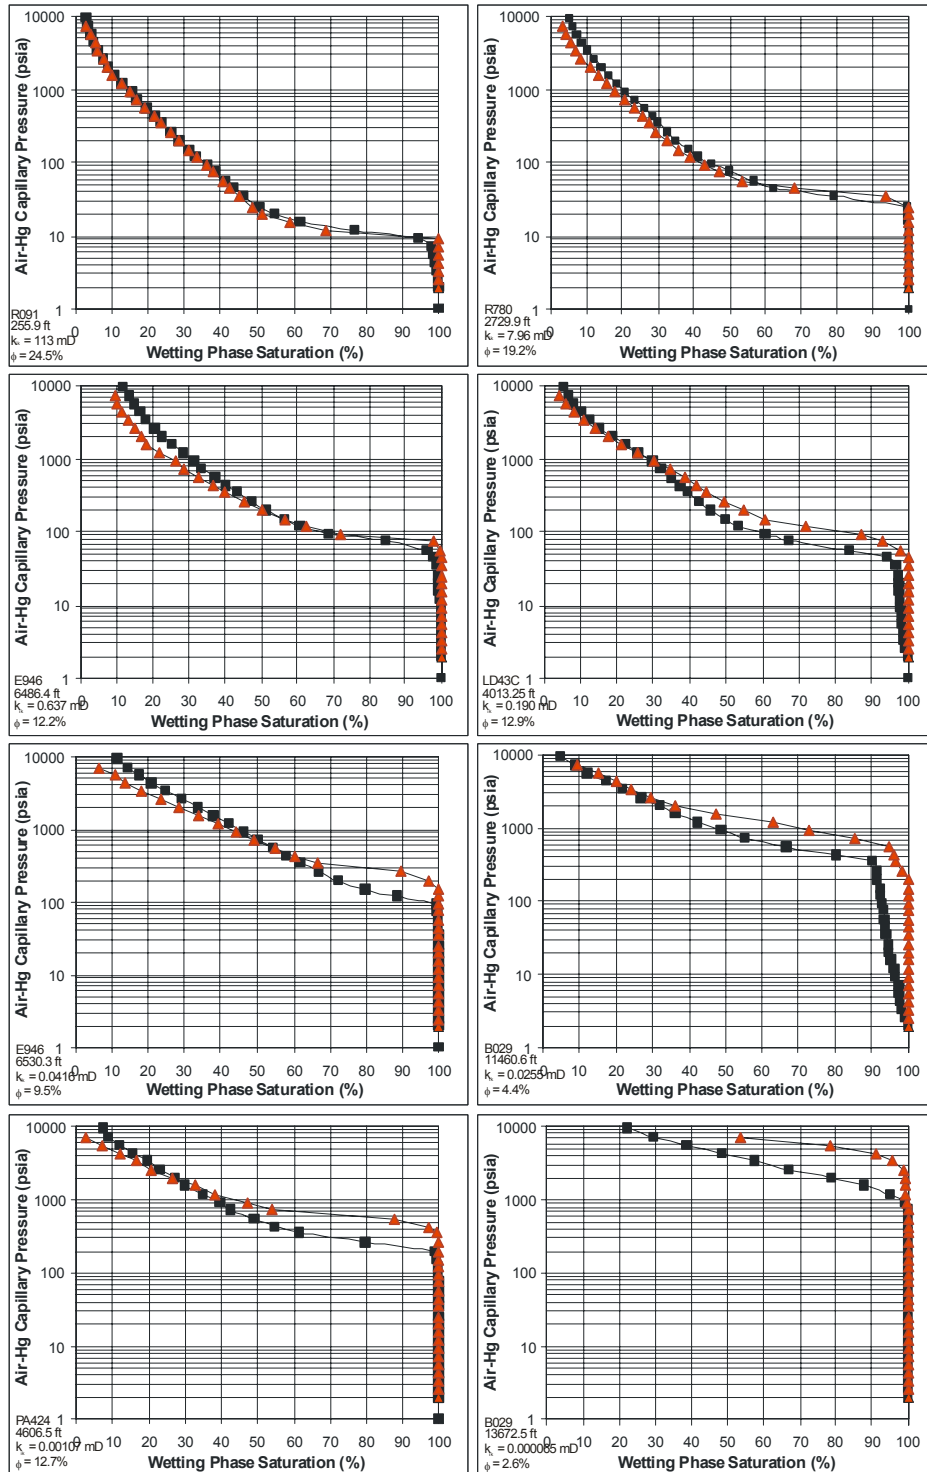 10000
1000
100
10
1
Air-Hg Capillary Pressure (psia)
0 10 20 30 40 50 60 70 80 90 100
Wetting Phase Saturation (%)
R091
255.9 ft
k = 113 mD
ϕ = 24.5%
10000
1000
100
10
1
Air-Hg Capillary Pressure (psia)
0 10 20 30 40 50 60 70 80 90 100
Wetting Phase Saturation (%)
R780
2729.9 ft
k = 7.96 mD
ϕ = 19.2%
10000
1000
100
10
1
Air-Hg Capillary Pressure (psia)
0 10 20 30 40 50 60 70 80 90 100
Wetting Phase Saturation (%)
E946
6486.4 ft
k = 0.637 mD
ϕ = 12.2%
10000
1000
100
10
1
Air-Hg Capillary Pressure (psia)
0 10 20 30 40 50 60 70 80 90 100
Wetting Phase Saturation (%)
LD43C
4013.25 ft
k = 0.190 mD
ϕ = 12.9%
10000
1000
100
10
1
Air-Hg Capillary Pressure (psia)
0 10 20 30 40 50 60 70 80 90 100
Wetting Phase Saturation (%)
E946
6530.3 ft
k = 0.0416 mD
ϕ = 9.5%
10000
1000
100
10
1
Air-Hg Capillary Pressure (psia)
0 10 20 30 40 50 60 70 80 90 100
Wetting Phase Saturation (%)
B029
11460.6 ft
k = 0.0255 mD
ϕ = 4.4%
10000
1000
100
10
1
Air-Hg Capillary Pressure (psia)
0 10 20 30 40 50 60 70 80 90 100
Wetting Phase Saturation (%)
PA424
4606.5 ft
k = 0.00107 mD
ϕ = 12.7%
10000
1000
100
10
1
Air-Hg Capillary Pressure (psia)
0 10 20 30 40 50 60 70 80 90 100
Wetting Phase Saturation (%)
B029
13672.5 ft
k = 0.000065 mD
ϕ = 2.6%